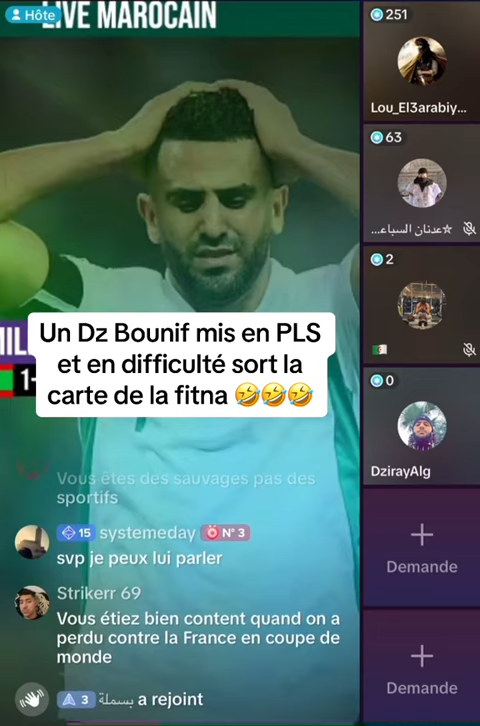 Hôte
LIVE MAROCAIN
251
Lou_El3arabiy...
63
☆عدنان السباعـ...
2
0
DzirayAlg
MIL
1-
Un Dz Bounif mis en PLS
et en difficulté sort la
carte de la fitna 🤣🤣🤣
Vous êtes des sauvages pas des
sportifs
15 systemeday N° 3
svp je peux lui parler
Strikerr 69
Vous étiez bien content quand on a
perdu contre la France en coupe de
monde
3 بسملة a rejoint
Demande
Demande